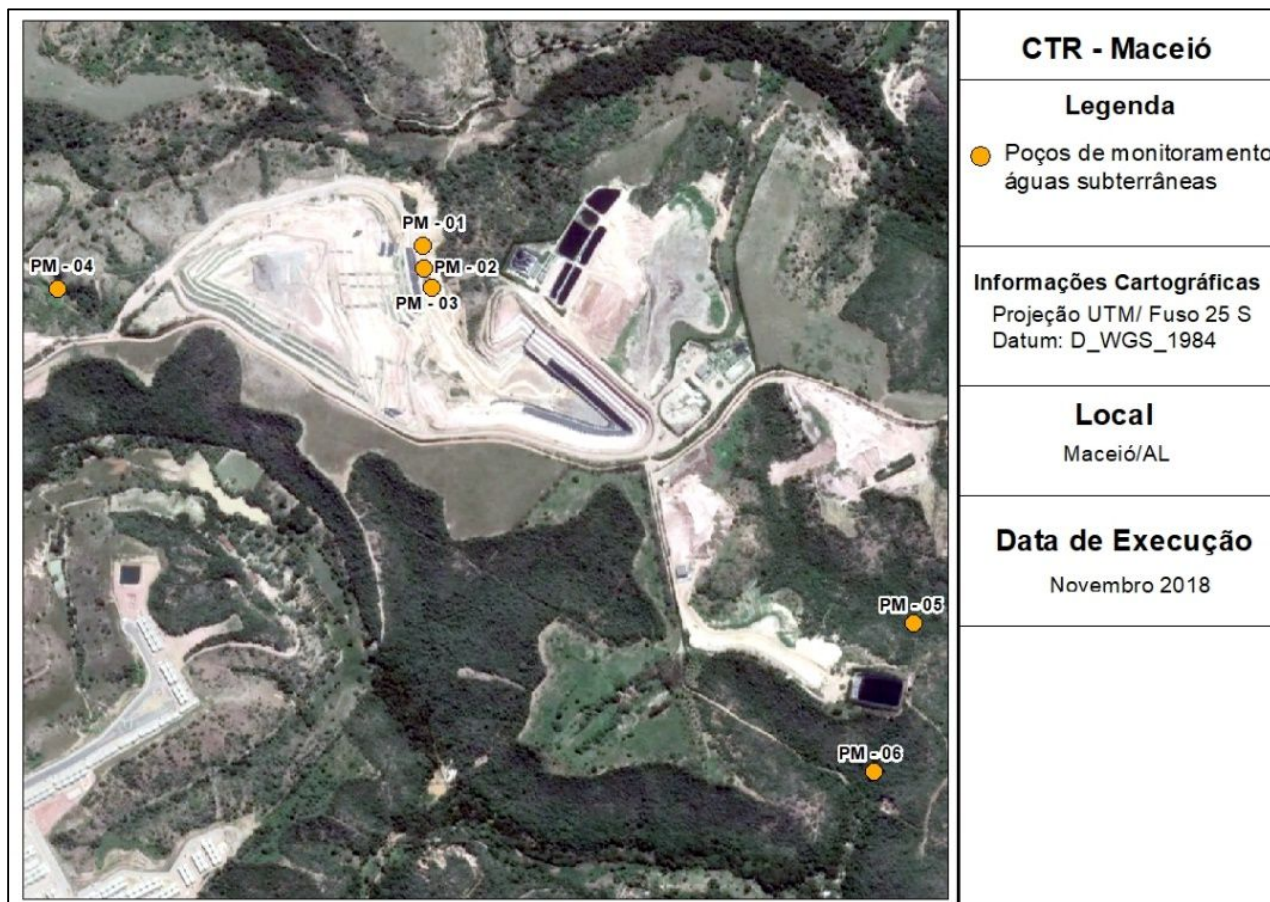 CTR - Maceió
Legenda
Poços de monitoramento
águas subterrâneas
Informações Cartográficas
Projeção UTM/ Fuso 25 S
Datum: D_WGS_1984
Local
Maceió/AL
Data de Execução
Novembro 2018
PM - 01
PM - 02
PM - 03
PM - 04
PM - 05
PM - 06